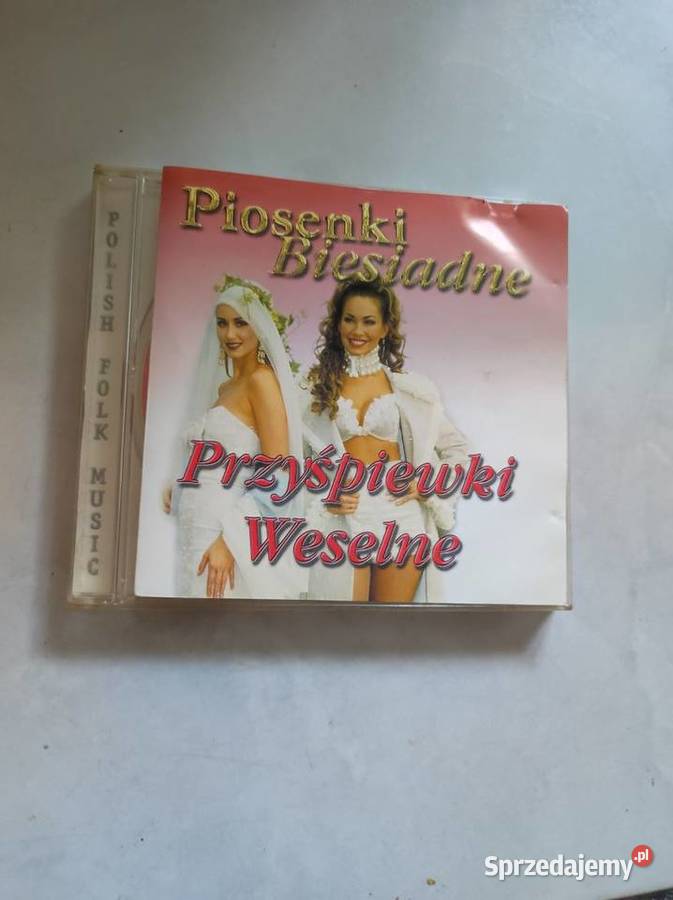 POLISH FOLK MUSIC
Piosenki
Biesiadne
Przyśpiewki
Weselne
Sprzedajemy.pl